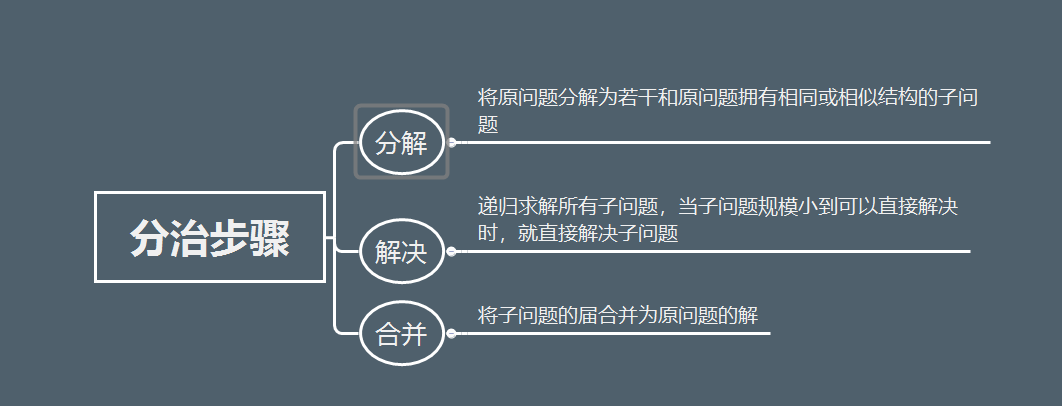 分治步骤
分解
将原问题分解为若干和原问题拥有相同或相似结构的子问
题
解决
递归求解所有子问题，当子问题规模小到可以直接解决
时，就直接解决子问题
合并
将子问题的届合并为原问题的解